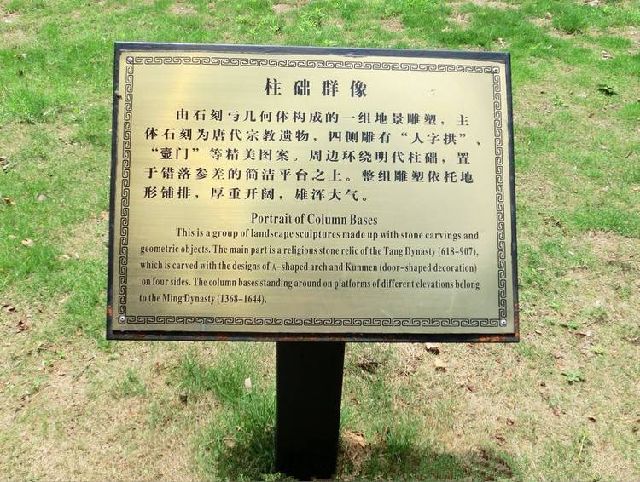 柱础群像
由石刻与几何体构成的一组地景雕塑，主
体石刻为唐代宗教遗物，四侧雕有“人字拱”、
“壸门”等精美图案。周边环绕明代柱础，置
于错落参差的简洁平台之上。整组雕塑依托地
形铺排，厚重开阔，雄浑大气。
Portrait of Column Bases
This is a group of landscape sculptures made up with stone carvings and
geometric objects. The main part is a religious stone relic of the Tang Dynasty (618-907),
which is carved with the designs of A-shaped arch and Kunmen (door-shaped decoration)
on four sides. The column bases standing around on platforms of different elevations belong
to the Ming Dynasty (1368-1644).